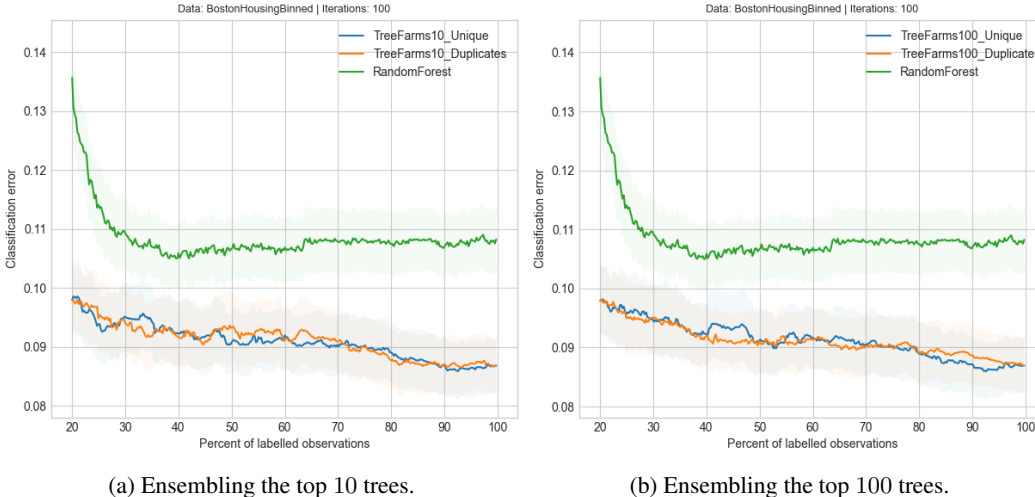 Data: BostonHousingBinned | Iterations: 100
TreeFarms10_Unique
TreeFarms10_Duplicates
RandomForest
0.14
0.13
0.12
0.11
0.10
0.09
0.08
Classification error
20 30 40 50 60 70 80 90 100
Percent of labelled observations
(a) Ensembling the top 10 trees.
Data: BostonHousingBinned | Iterations: 100
TreeFarms100_Unique
TreeFarms100_Duplicate
RandomForest
0.14
0.13
0.12
0.11
0.10
0.09
0.08
Classification error
20 30 40 50 60 70 80 90 100
Percent of labelled observations
(b) Ensembling the top 100 trees.